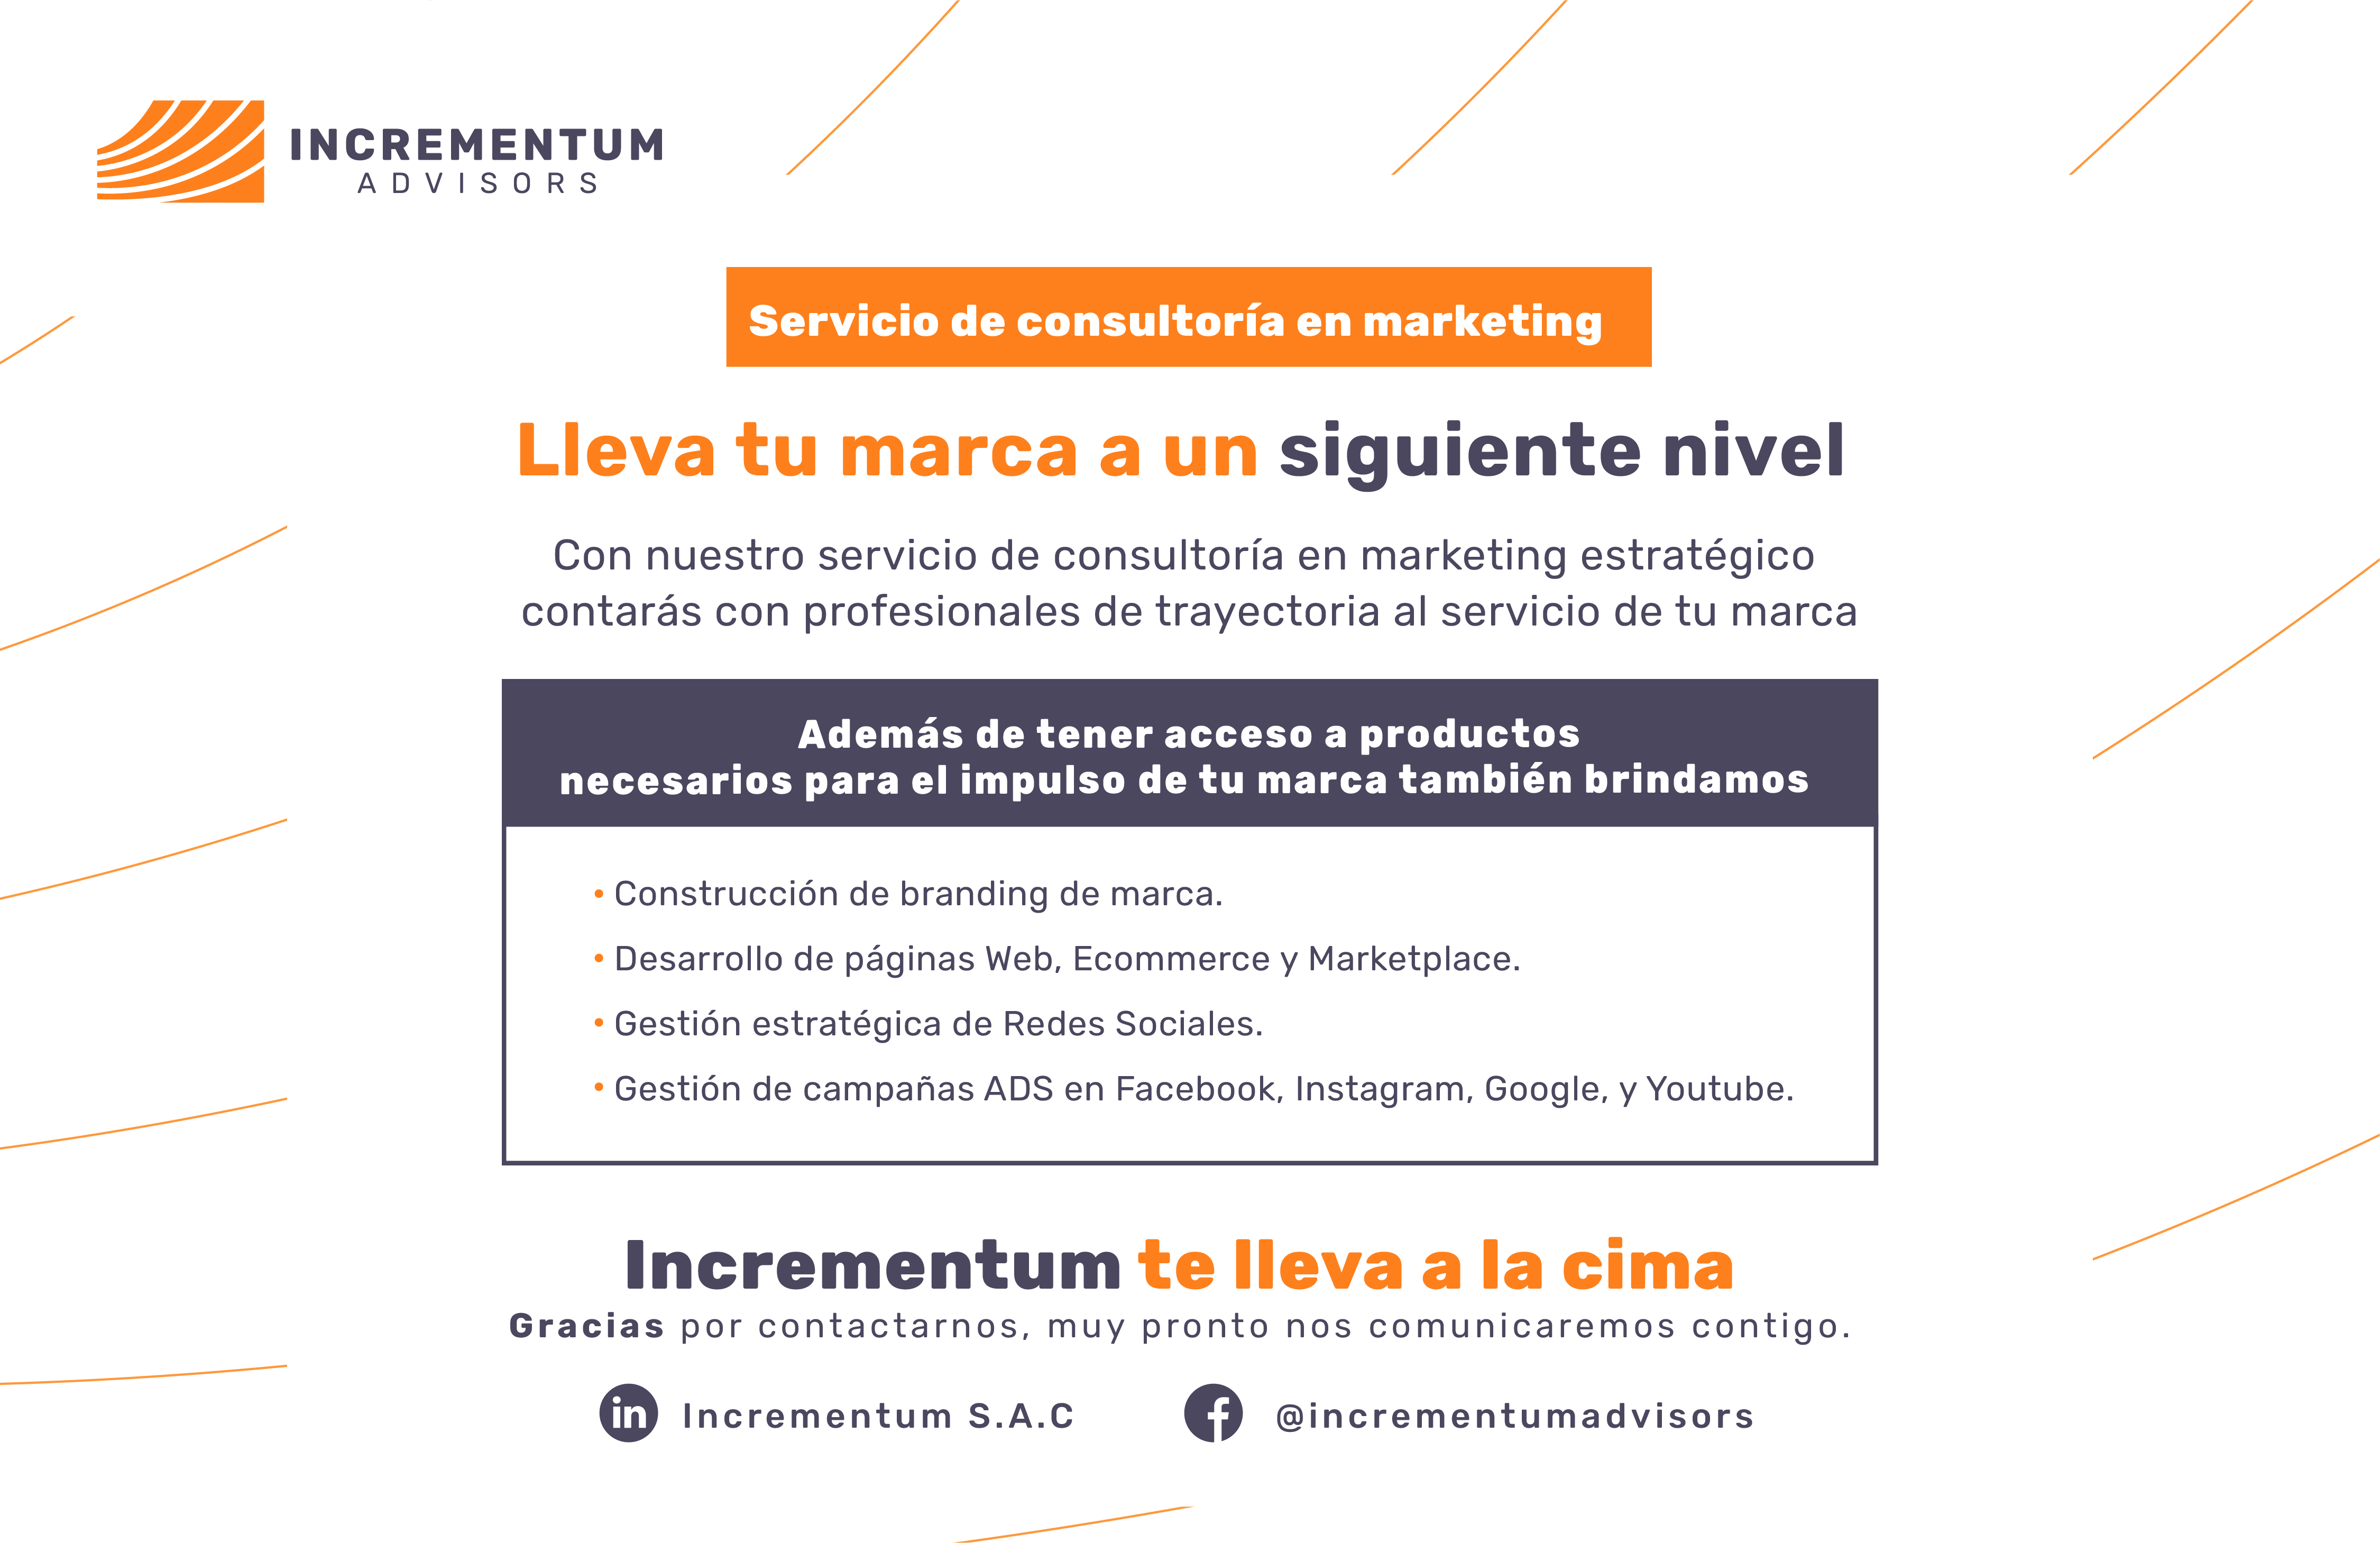 INCREMENTUM
ADVISORS
Servicio de consultoría en marketing
Lleva tu marca a un siguiente nivel
Con nuestro servicio de consultoría en marketing estratégico
contarás con profesionales de trayectoria al servicio de tu marca
Además de tener acceso a productos
necesarios para el impulso de tu marca también brindamos
• Construcción de branding de marca.
• Desarrollo de páginas Web, Ecommerce y Marketplace.
• Gestión estratégica de Redes Sociales.
• Gestión de campañas ADS en Facebook, Instagram, Google, y Youtube.
Incrementum te lleva a la cima
Gracias por contactarnos, muy pronto nos comunicaremos contigo.
in Incrementum S.A.C
f @incrementumadvisors